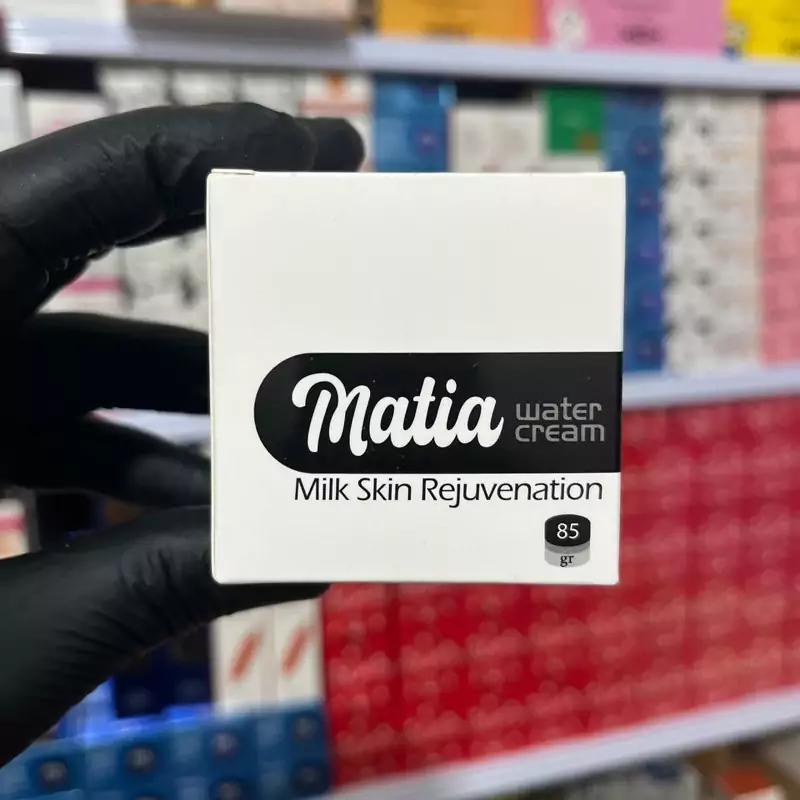 Matia water
cream
Milk Skin Rejuvenation
85
gr